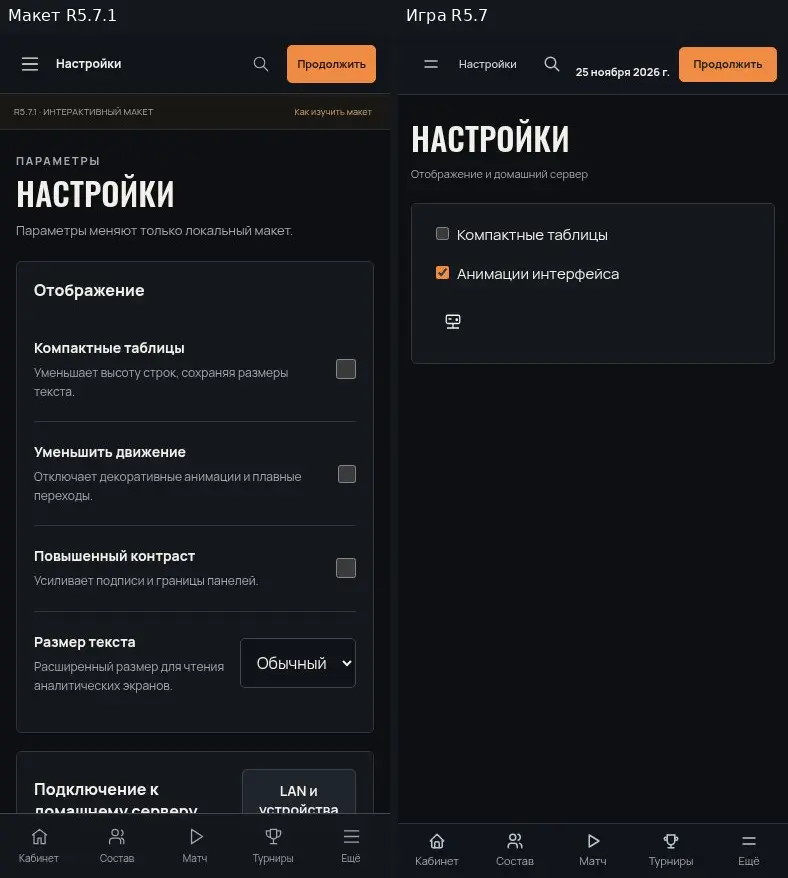 Макет R5.7.1
Настройки
Продолжить
R5.7.1 · ИНТЕРАКТИВНЫЙ МАКЕТ
Как изучить макет
ПАРАМЕТРЫ
НАСТРОЙКИ
Параметры меняют только локальный макет.
Отображение
Компактные таблицы
Уменьшает высоту строк, сохраняя размеры
текста.
Уменьшить движение
Отключает декоративные анимации и плавные
переходы.
Повышенный контраст
Усиливает подписи и границы панелей.
Размер текста
Расширенный размер для чтения
аналитических экранов.
Обычный
Подключение к
домашнему серверу
LAN и
устройства
Кабинет
Состав
Матч
Турниры
Ещё
Игра R5.7
Настройки
25 ноября 2026 г.
Продолжить
НАСТРОЙКИ
Отображение и домашний сервер
Компактные таблицы
Анимации интерфейса
Кабинет
Состав
Матч
Турниры
Ещё